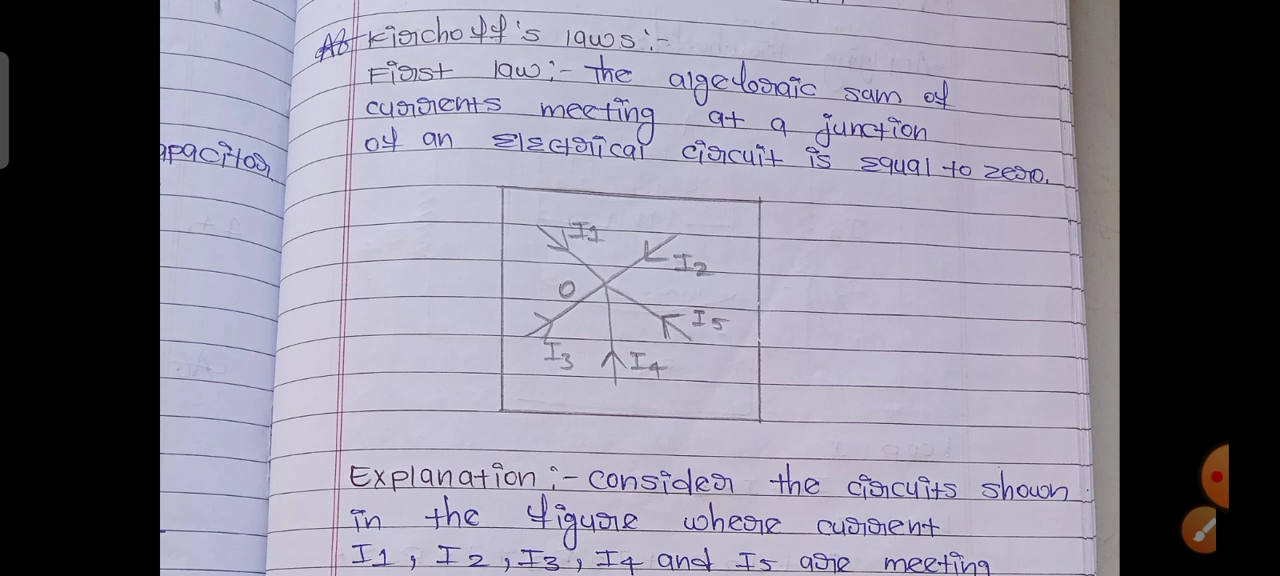 Kirchoff's laws:-
First law:- the algebraic sam of
currents meeting at a junction
of an Electrical circuit is Equal to zero.
apacitor
I1
I2
O
I5
I3
I4
Explanation:- consider the circuits shown
in the figure where current
I1, I2, I3, I4 and I5 are meeting